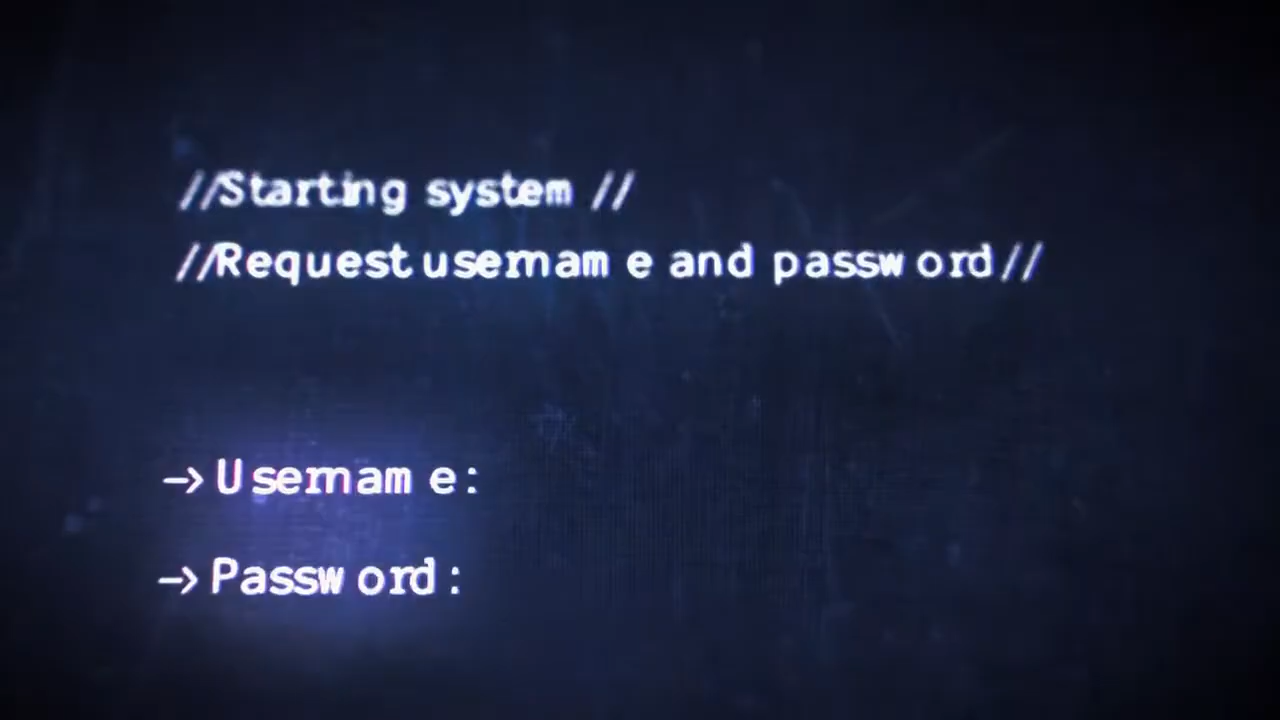 //Starting system //
//Request username and password//
->Username:
->Password: